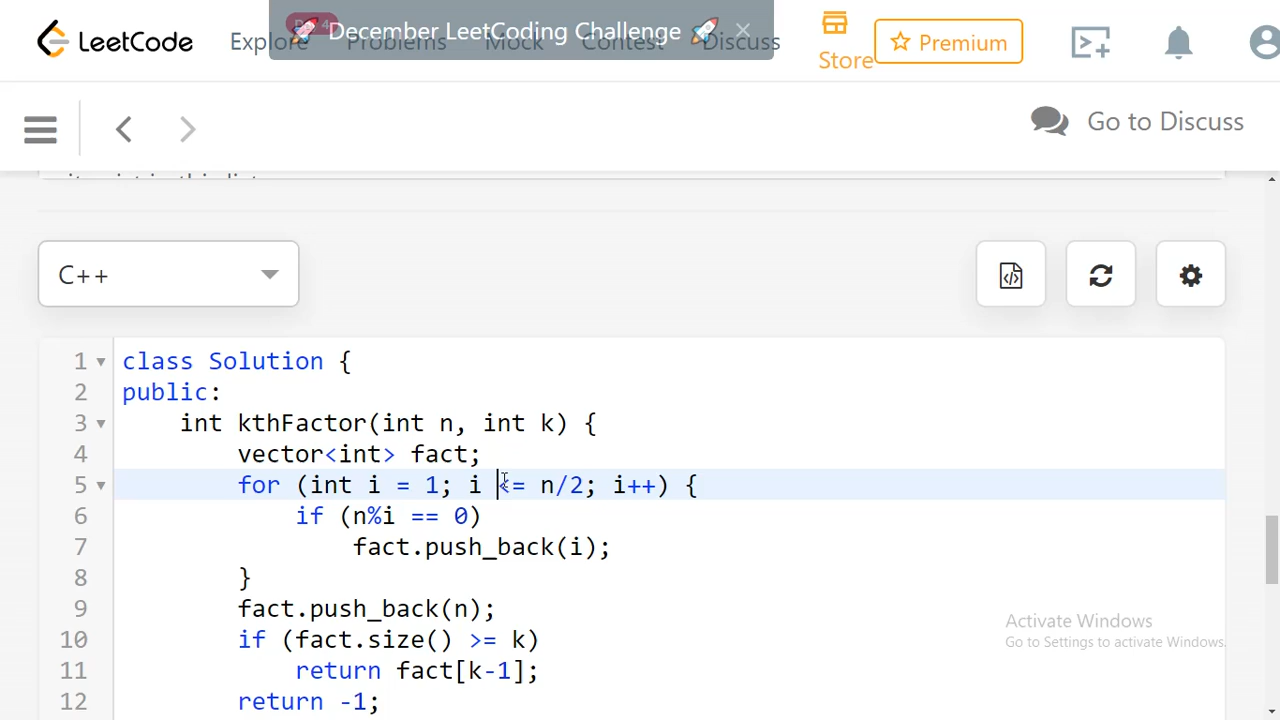 LeetCode
Explore Problems Mock Contest Discuss
🚀 December LeetCoding Challenge 🚀 ×
Store
Premium
Go to Discuss
C++
1 class Solution {
2 public:
3 int kthFactor(int n, int k) {
4 vector<int> fact;
5 for (int i = 1; i <= n/2; i++) {
6 if (n%i == 0)
7 fact.push_back(i);
8 }
9 fact.push_back(n);
10 if (fact.size() >= k)
11 return fact[k-1];
12 return -1;
Activate Windows
Go to Settings to activate Windows.